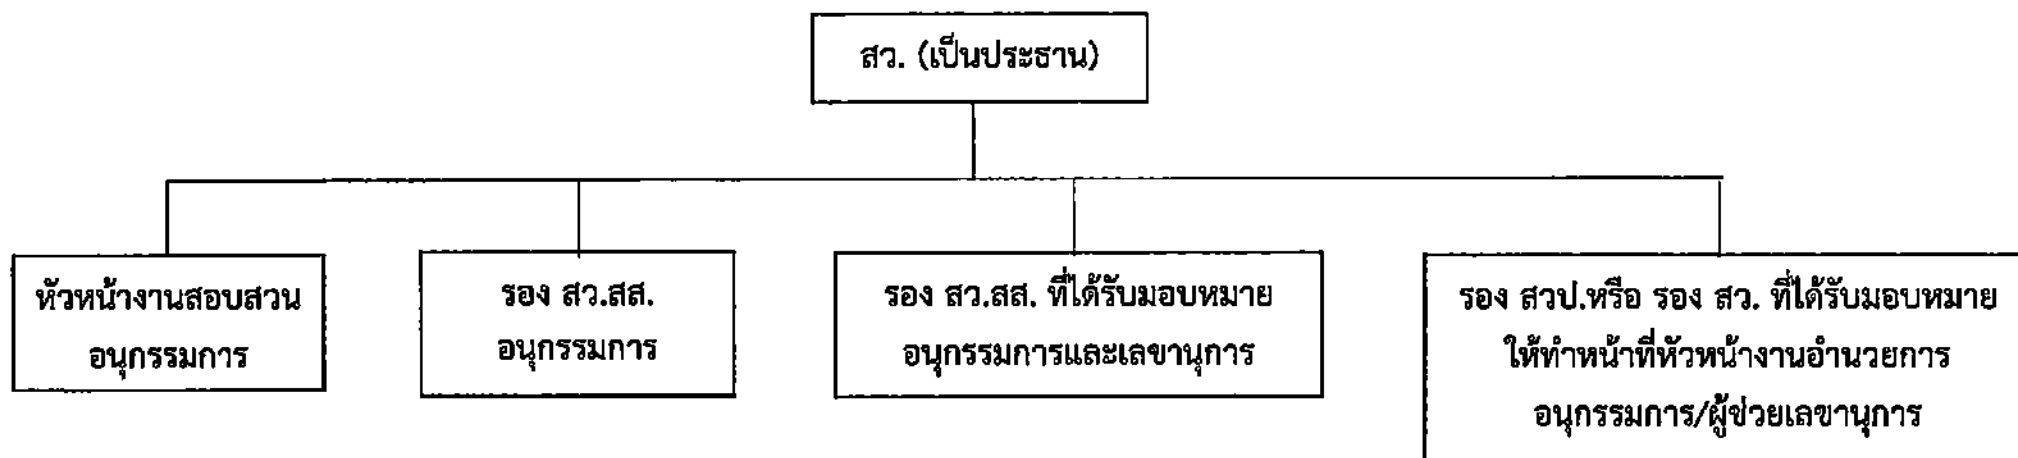 สว. (เป็นประธาน)
หัวหน้างานสอบสวน
อนุกรรมการ
รอง สว.สส.
อนุกรรมการ
รอง สว.สส. ที่ได้รับมอบหมาย
อนุกรรมการและเลขานุการ
รอง สวป.หรือ รอง สว. ที่ได้รับมอบหมาย
ให้ทำหน้าที่หัวหน้างานอำนวยการ
อนุกรรมการ/ผู้ช่วยเลขานุการ